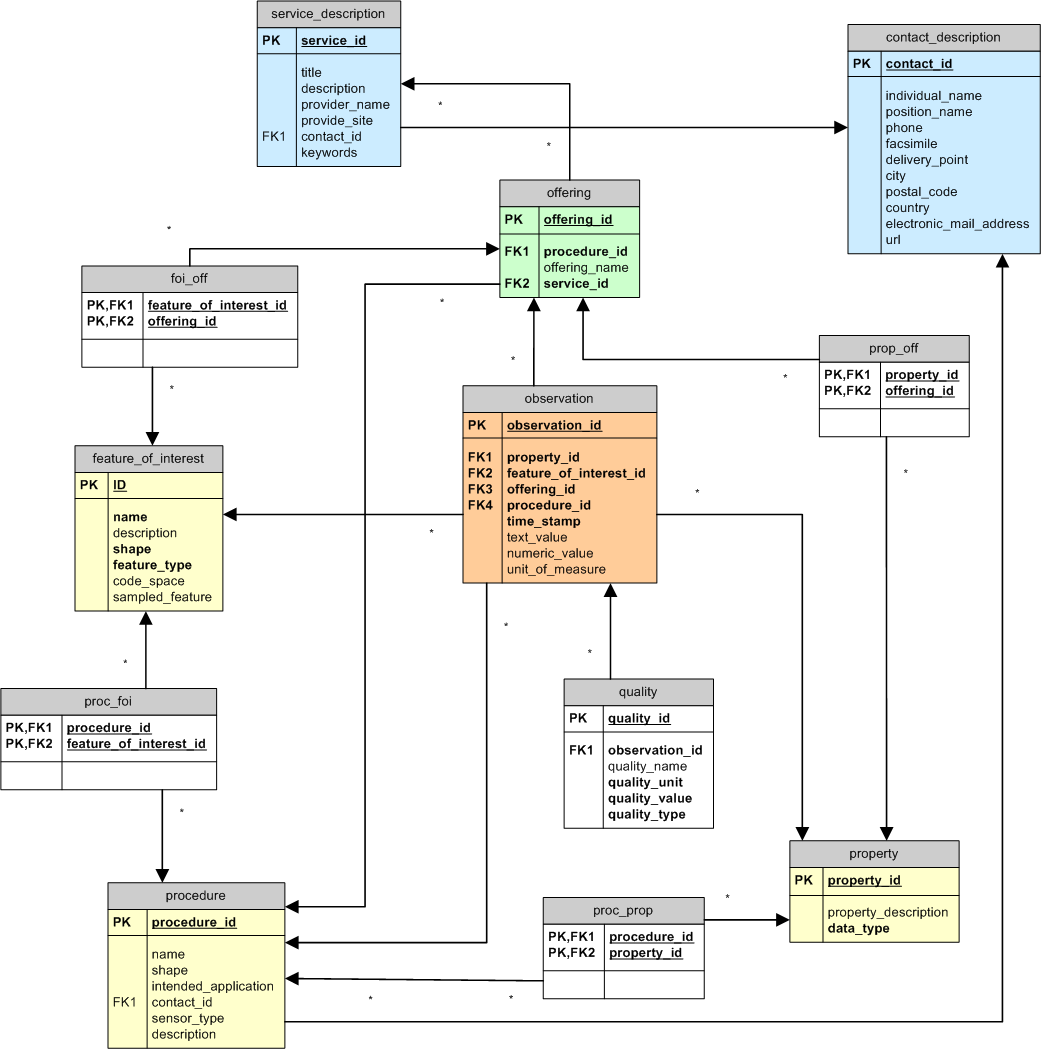 service_description
PK service_id
title
description
provider_name
provide_site
FK1 contact_id
keywords
contact_description
PK contact_id
individual_name
position_name
phone
facsimile
delivery_point
city
postal_code
country
electronic_mail_address
url
*
*
offering
PK offering_id
FK1 procedure_id
offering_name
FK2 service_id
*
foi_off
PK,FK1 feature_of_interest_id
PK,FK2 offering_id
*
*
*
prop_off
PK,FK1 property_id
PK,FK2 offering_id
*
*
*
observation
PK observation_id
FK1 property_id
FK2 feature_of_interest_id
FK3 offering_id
FK4 procedure_id
time_stamp
text_value
numeric_value
unit_of_measure
feature_of_interest
PK ID
name
description
shape
feature_type
code_space
sampled_feature
*
*
*
*
*
proc_foi
PK,FK1 procedure_id
PK,FK2 feature_of_interest_id
*
quality
PK quality_id
FK1 observation_id
quality_name
quality_unit
quality_value
quality_type
property
PK property_id
property_description
data_type
procedure
PK procedure_id
name
shape
intended_application
FK1 contact_id
sensor_type
description
proc_prop
PK,FK1 procedure_id
PK,FK2 property_id
*
*
*